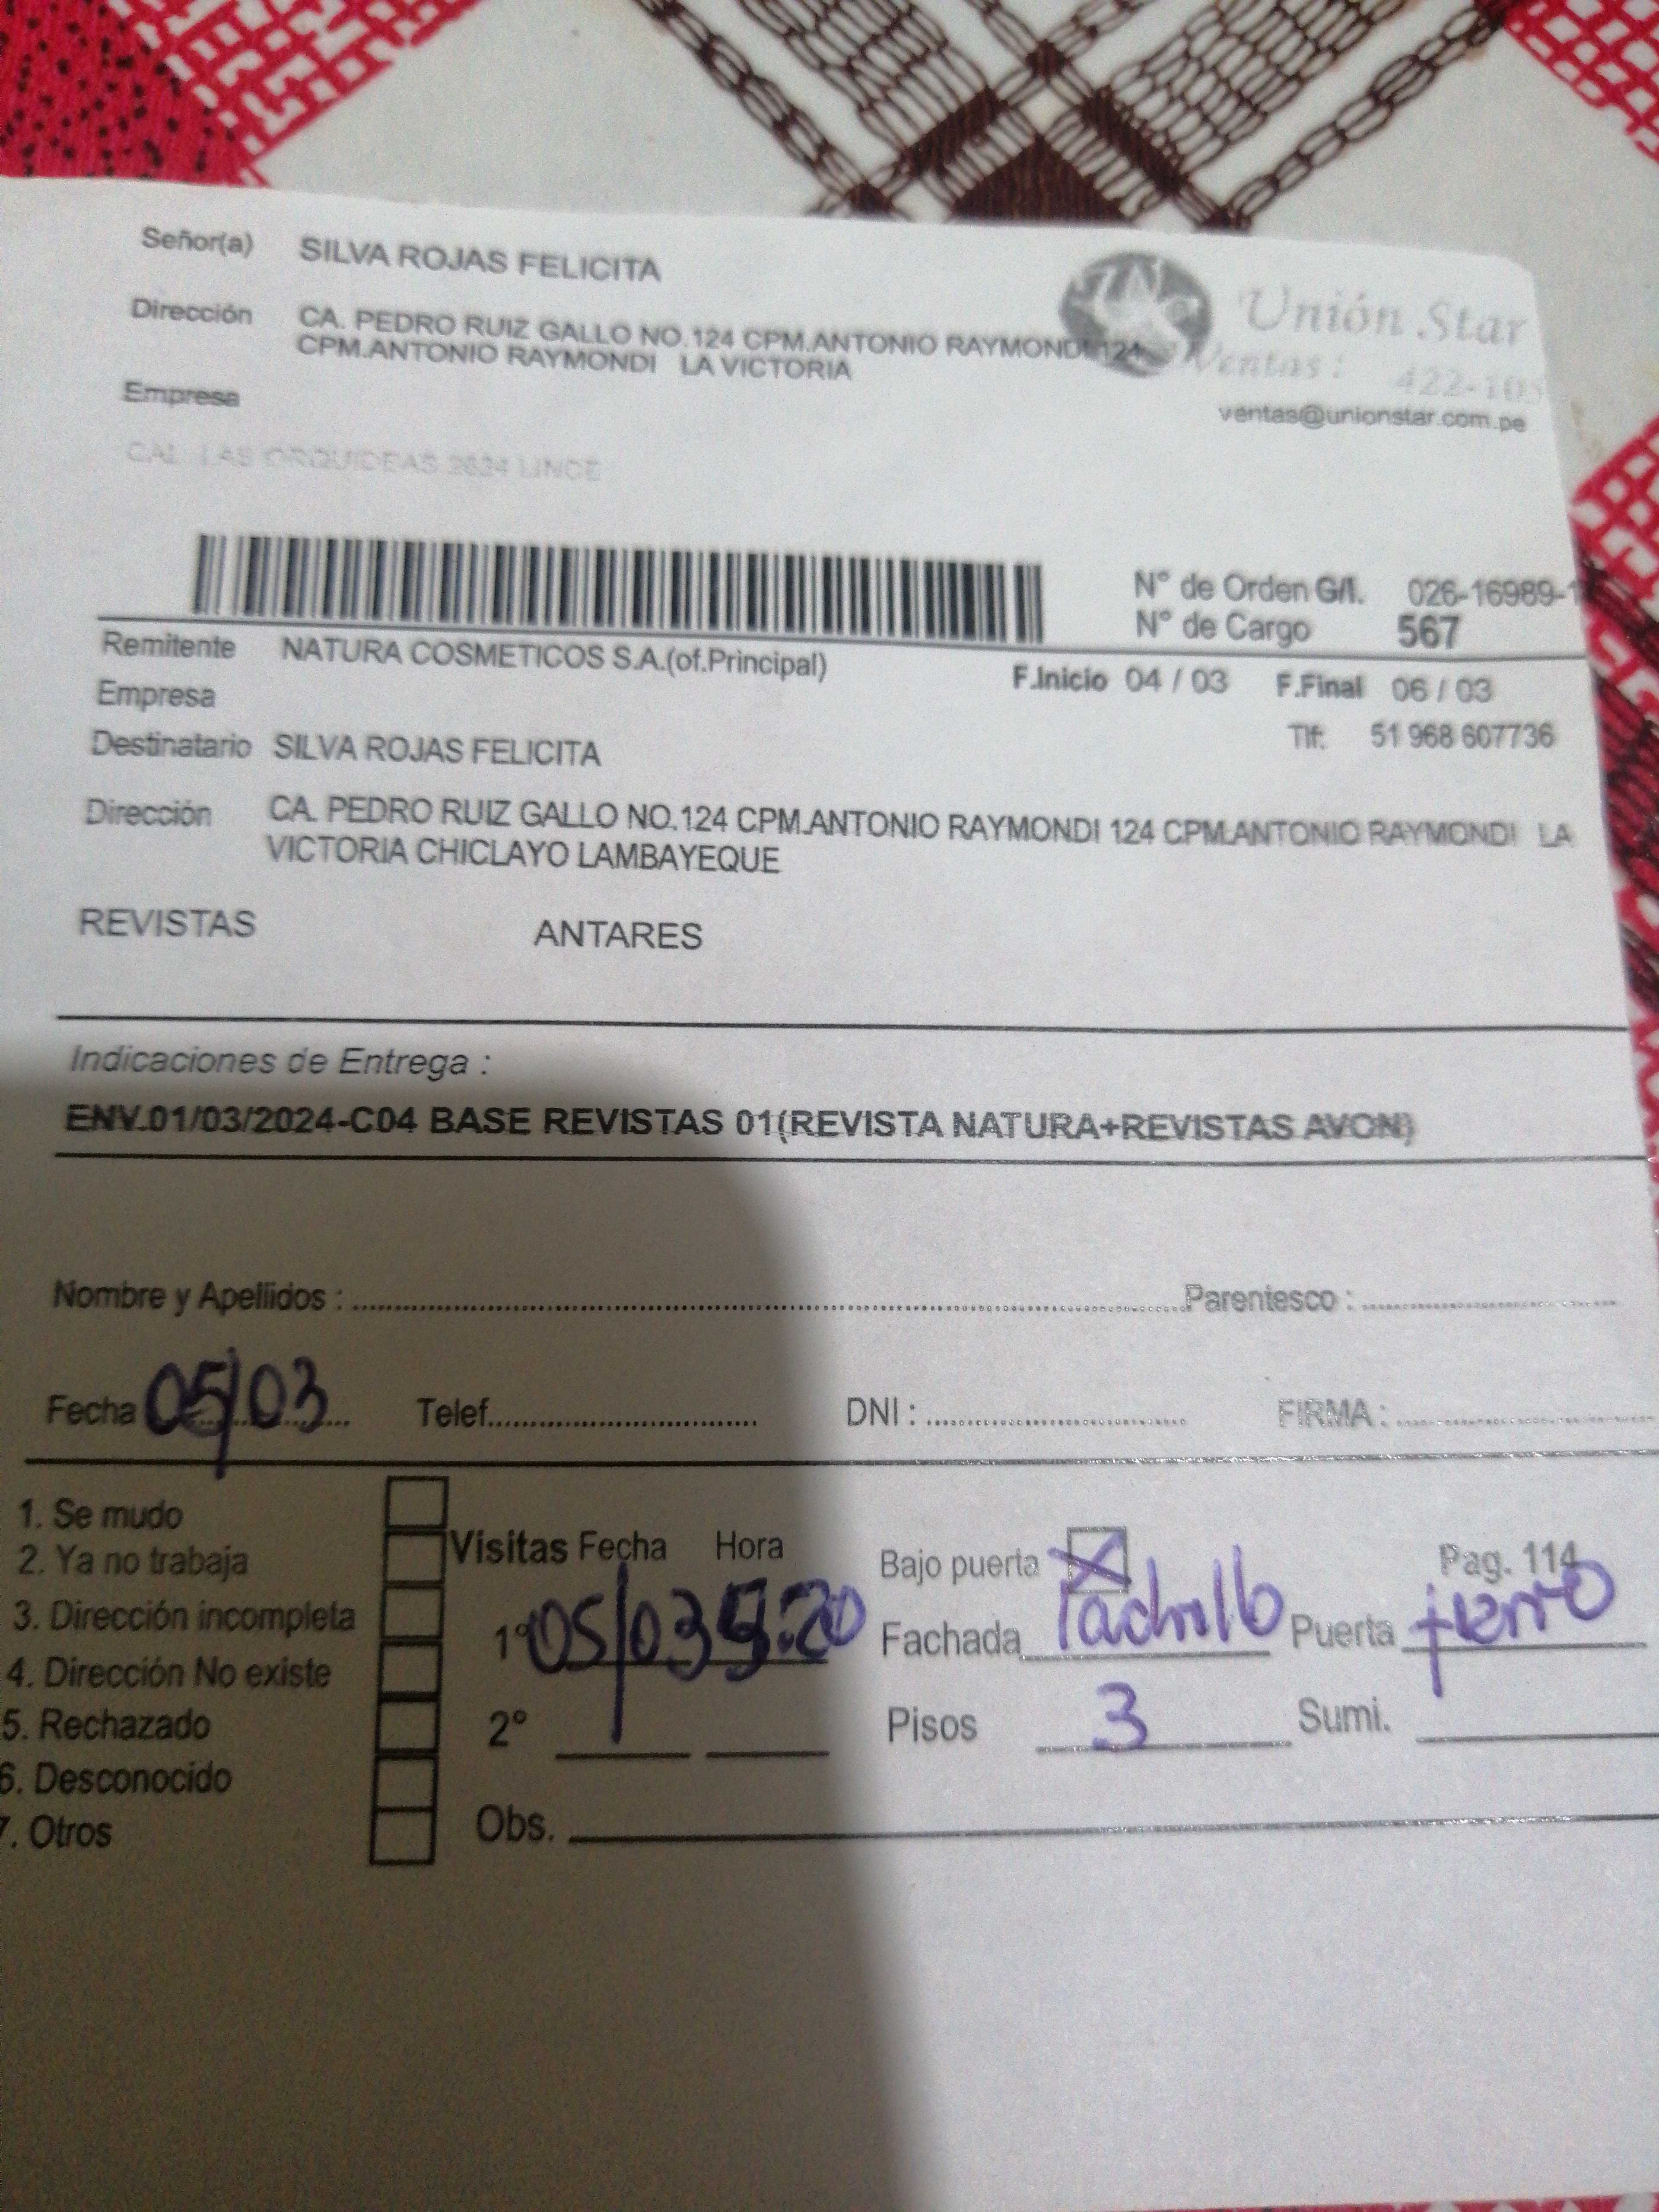 Señor(a) SILVA ROJAS FELICITA
Dirección CA. PEDRO RUIZ GALLO NO.124 CPM.ANTONIO RAYMONDI 124
CPM.ANTONIO RAYMONDI LA VICTORIA
Unión Star
Ventas: 422-105
ventas@unionstar.com.pe
Empresa
CAL. LAS ORQUIDEAS 2624 LINCE
N° de Orden G/I. 026-16989-1
N° de Cargo 567
Remitente NATURA COSMETICOS S.A.(of.Principal)
F.Inicio 04 / 03 F.Final 06 / 03
Empresa
Tlf: 51 968 607736
Destinatario SILVA ROJAS FELICITA
Dirección CA. PEDRO RUIZ GALLO NO.124 CPM.ANTONIO RAYMONDI 124 CPM.ANTONIO RAYMONDI LA
VICTORIA CHICLAYO LAMBAYEQUE
REVISTAS ANTARES
Indicaciones de Entrega :
ENV.01/03/2024-C04 BASE REVISTAS 01(REVISTA NATURA+REVISTAS AVON)
Nombre y Apellidos : Parentesco :
Fecha 05/03 Telef. DNI : FIRMA :
1. Se mudo
2. Ya no trabaja
3. Dirección incompleta
4. Dirección No existe
5. Rechazado
6. Desconocido
7. Otros
Visitas Fecha Hora
1° 05/03
2°
Obs.
Bajo puerta X Pag. 114
Fachada ladrillo Puerta fierro
Pisos 3 Sumi.